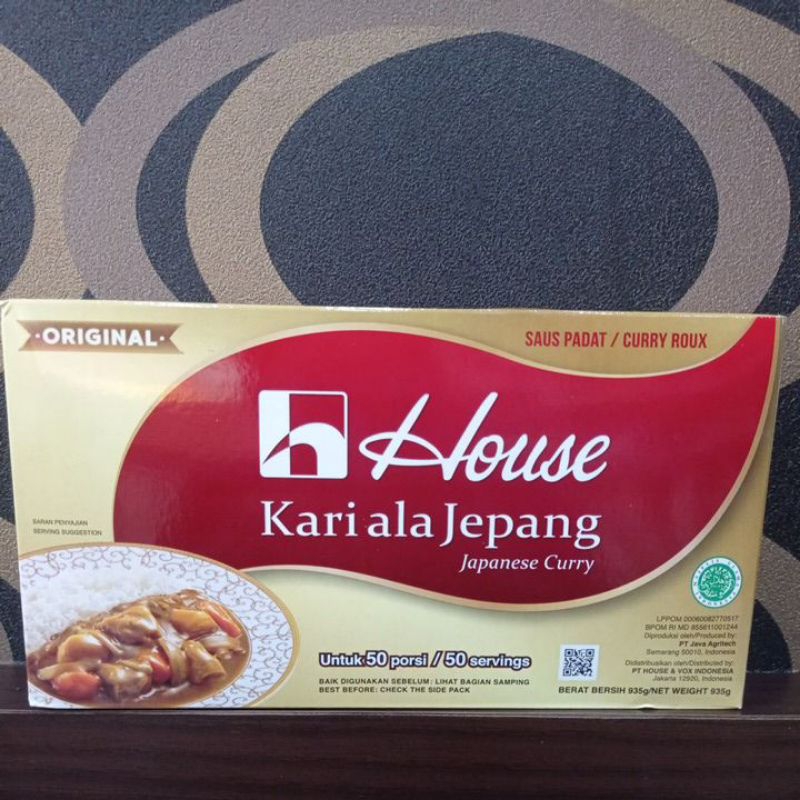 ·ORIGINAL·
SAUS PADAT / CURRY ROUX
House
Kari ala Jepang
Japanese Curry
SARAN PENYAJIAN
SERVING SUGGESTION
Untuk 50 porsi / 50 servings
BAIK DIGUNAKAN SEBELUM: LIHAT BAGIAN SAMPING
BEST BEFORE: CHECK THE SIDE PACK
LPPOM 00060082770517
BPOM RI MD 855611001244
Diproduksi oleh/Produced by:
PT Java Agritech
Semarang 50010, Indonesia
Didistribusikan oleh/Distributed by:
PT HOUSE & VOX INDONESIA
Jakarta 12920, Indonesia
BERAT BERSIH 935g/NET WEIGHT 935g